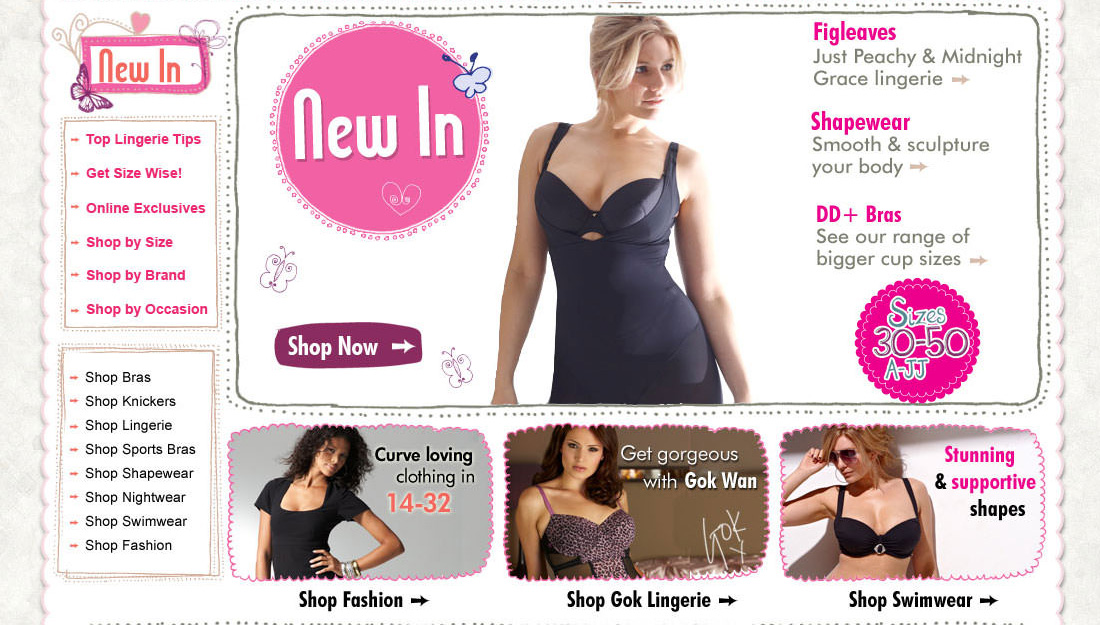 New In
Top Lingerie Tips
Get Size Wise!
Online Exclusives
Shop by Size
Shop by Brand
Shop by Occasion
Shop Bras
Shop Knickers
Shop Lingerie
Shop Sports Bras
Shop Shapewear
Shop Nightwear
Shop Swimwear
Shop Fashion
New In
Shop Now
Figleaves
Just Peachy & Midnight
Grace lingerie
Shapewear
Smooth & sculpture
your body
DD+ Bras
See our range of
bigger cup sizes
Sizes
30-50
A-JJ
Curve loving
clothing in
14-32
Shop Fashion
Get gorgeous
with Gok Wan
Gok
x
Shop Gok Lingerie
Stunning
& supportive
shapes
Shop Swimwear